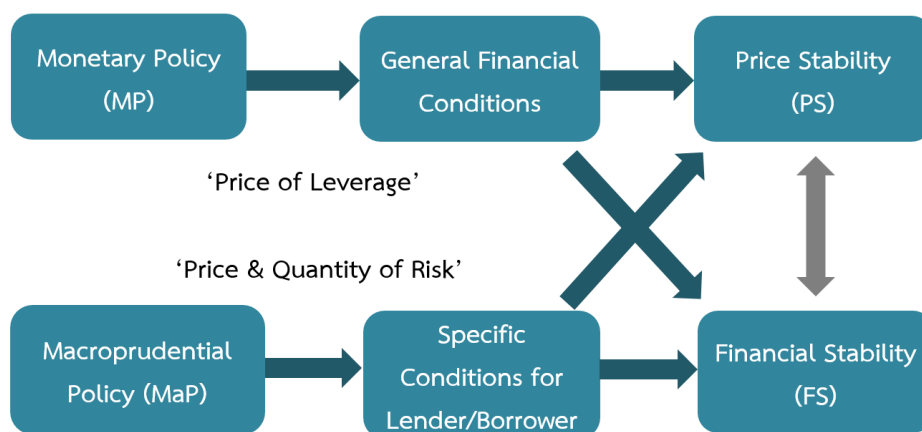 Monetary Policy
(MP)
General Financial
Conditions
Price Stability
(PS)
‘Price of Leverage’
‘Price & Quantity of Risk’
Macroprudential
Policy (MaP)
Specific
Conditions for
Lender/Borrower
Financial Stability
(FS)